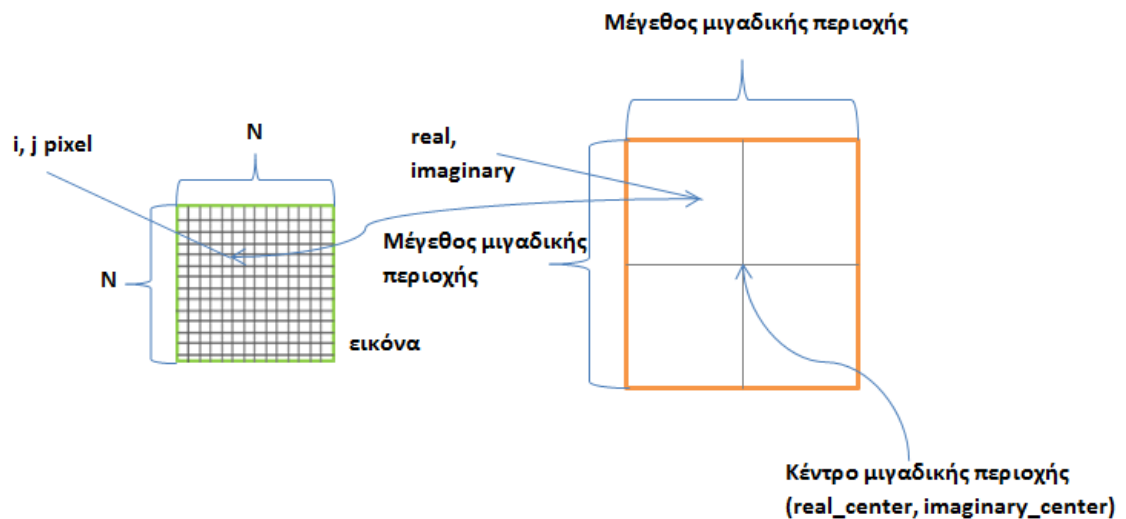 Μέγεθος μιγαδικής περιοχής
N
i, j pixel
real,
imaginary
Μέγεθος μιγαδικής
περιοχής
N
εικόνα
Κέντρο μιγαδικής περιοχής
(real_center, imaginary_center)